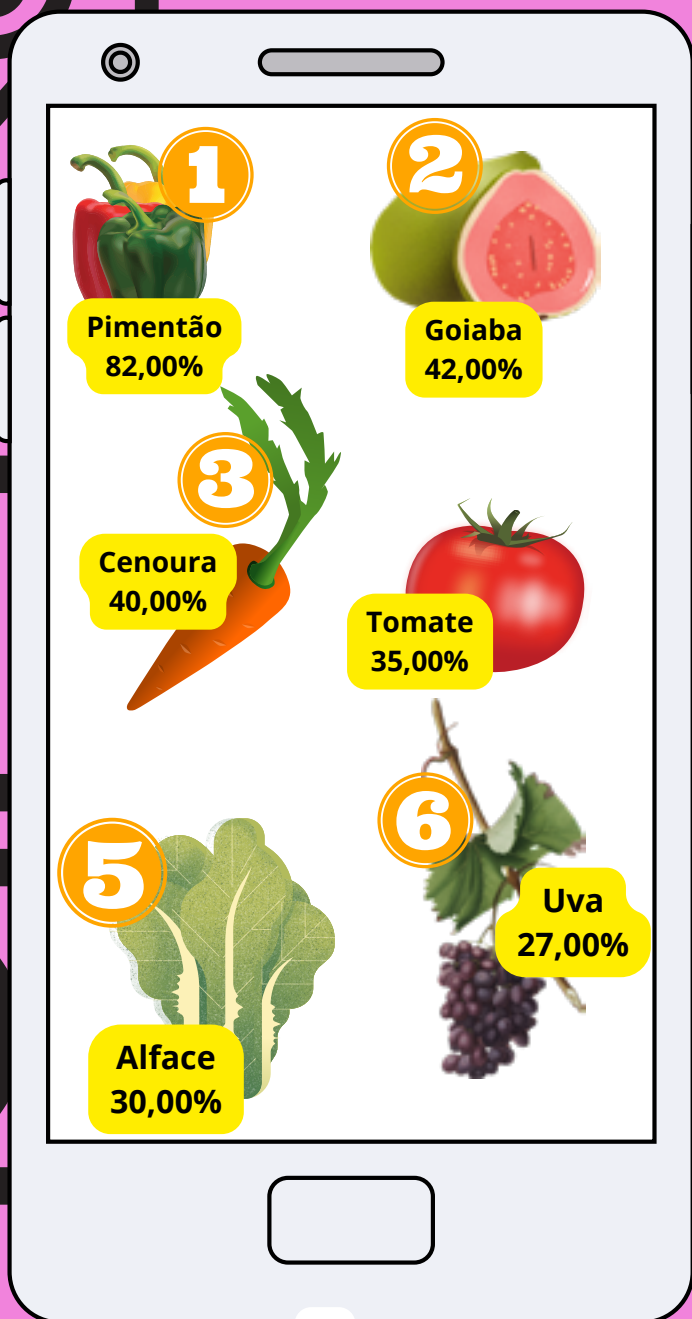 1
Pimentão
82,00%
2
Goiaba
42,00%
3
Cenoura
40,00%
Tomate
35,00%
5
Alface
30,00%
6
Uva
27,00%